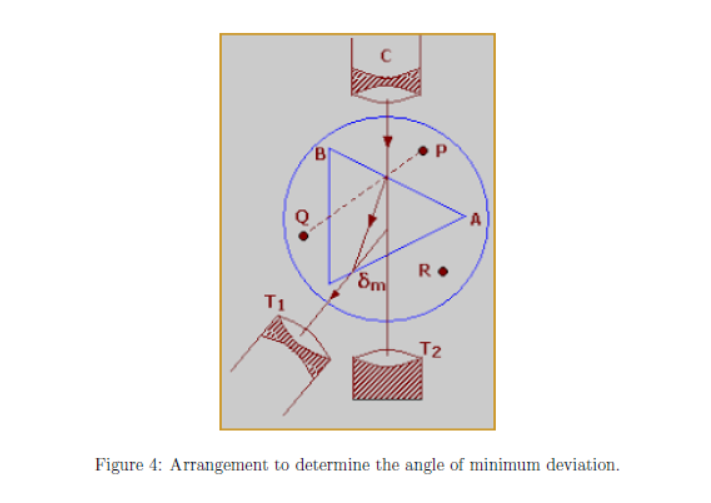 C
B
P
Q
A
R
δm
T1
T2
Figure 4: Arrangement to determine the angle of minimum deviation.